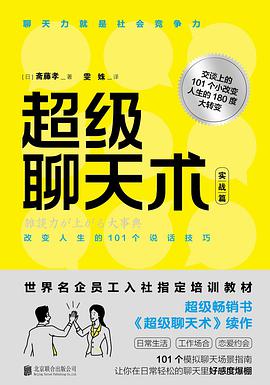 聊天力就是社会竞争力
[日] 斋藤孝 著
雯姝 译
交谈上的
101个小改变
人生的180度
大转变
超级
聊天术
实战篇
雑談力が上がる大事典
改变人生的101个说话技巧
世界名企员工入社指定培训教材
超级畅销书
《超级聊天术》续作
日常生活
工作场合
恋爱约会
101个模拟聊天场景指南
让你在日常轻松的聊天里好感度爆棚
北京联合出版公司